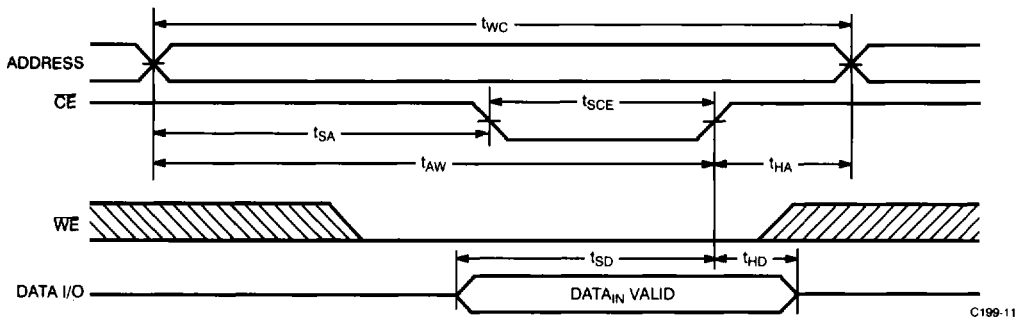 tWC
ADDRESS
CE
tSCE
tSA
tAW
tHA
WE
tSD
tHD
DATA I/O
DATAIN VALID
C199-11